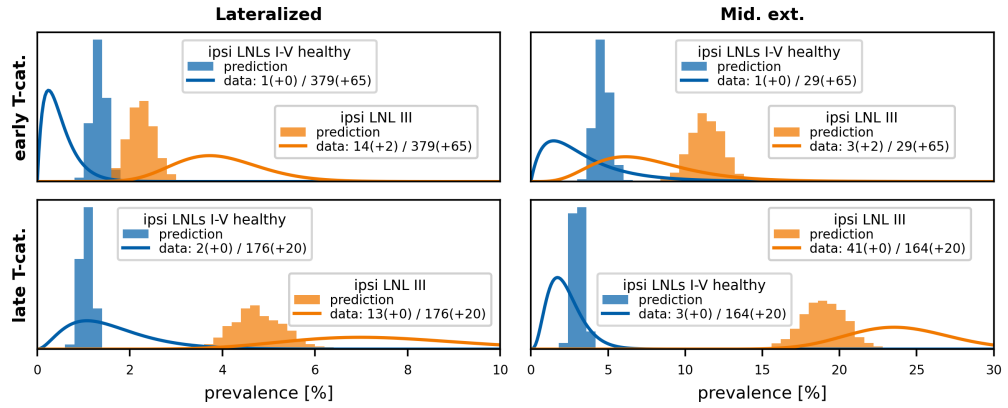 Lateralized
Mid. ext.
early T-cat.
ipsi LNLs I-V healthy
prediction
data: 1(+0) / 379(+65)
ipsi LNL III
prediction
data: 14(+2) / 379(+65)
ipsi LNLs I-V healthy
prediction
data: 1(+0) / 29(+65)
ipsi LNL III
prediction
data: 3(+2) / 29(+65)
late T-cat.
ipsi LNLs I-V healthy
prediction
data: 2(+0) / 176(+20)
ipsi LNL III
prediction
data: 13(+0) / 176(+20)
ipsi LNL III
prediction
data: 41(+0) / 164(+20)
ipsi LNLs I-V healthy
prediction
data: 3(+0) / 164(+20)
0 2 4 6 8 10
0 5 10 15 20 25 30
prevalence [%]
prevalence [%]